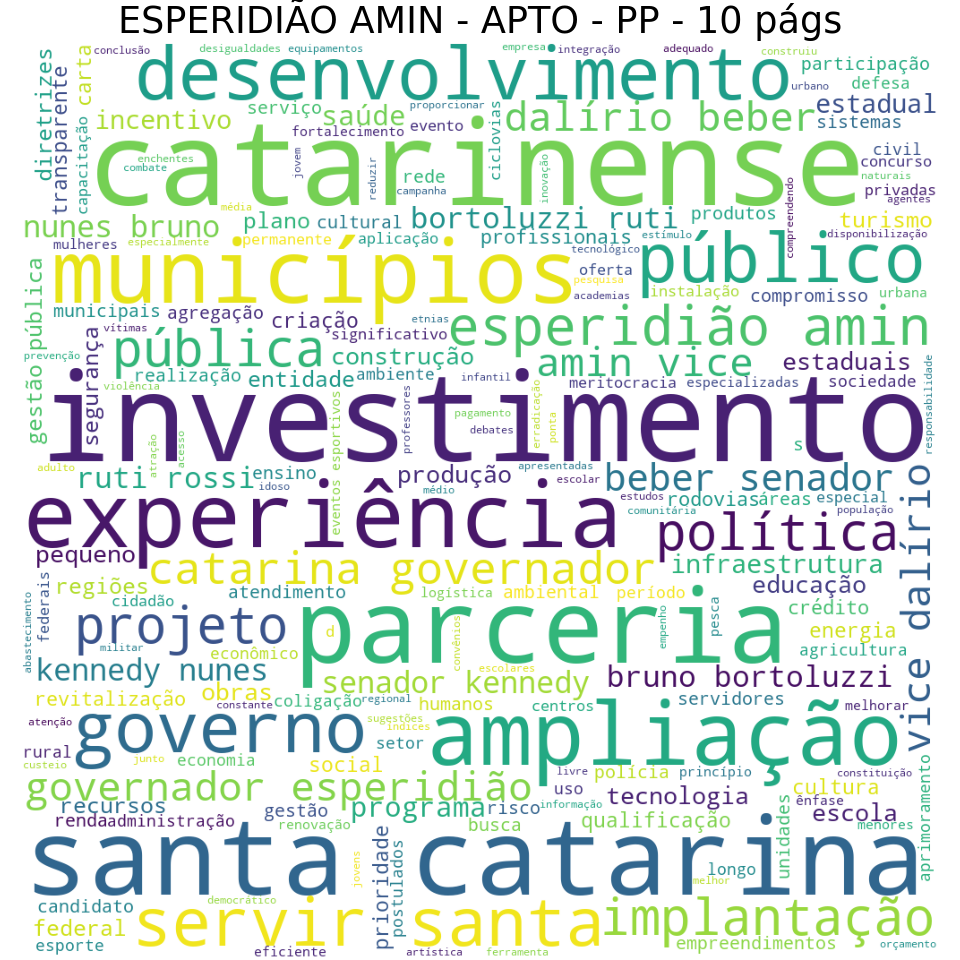 ESPERIDIÃO AMIN - APTO - PP - 10 págs
conclusão
desigualdades equipamentos
empresa
integração
adequado
construiu
desenvolvimento
urbano
participação
defesa
diretrizes
transparente
capacitação
carta
incentivo
serviço
saúde
proporcionar
fortalecimento
evento
ciclovias
dalírio beber
estadual
sistemas
catarinense
civil
concurso
naturais
privadas
agentes
enchentes
combate
jovem
reduzir
rede
campanha
inovação
compreendendo
média
nunes bruno
plano
cultural
bortoluzzi ruti
produtos
turismo
mulheres
especialmente
permanente
aplicação
profissionais
estímulo
tecnológico
disponibilização
municípios
oferta
pesquisa
academias
público
instalação
compromisso
urbana
gestão pública
municipais
agregação
criação
etnias
significativo
esperidião amin
vítimas
segurança
pública
construção
amin vice
estaduais
prevenção
violência
realização
entidade
ambiente
infantil
meritocracia
especializadas
sociedade
responsabilidade
investimento
eventos esportivos
professores
pagamento
debates
erradicação
ponta
atração
acesso
s
adulto
ruti rossi
ensino
idoso
produção
apresentadas
escolar
beber senador
experiência
médio
estudos
comunitária
rodovias
áreas
especial
população
política
vice dalírio
pequeno
catarina governador
infraestrutura
regiões
cidadão
atendimento
logística
ambiental
período
educação
crédito
federais
abastecimento
projeto
d
parceria
convênios
empenho
pesca
energia
agricultura
militar
econômico
kennedy nunes
escolares
senador kennedy
bruno bortoluzzi
revitalização
obras
constante
coligação
regional
humanos
centros
servidores
melhorar
atenção
governo
sugestões
índices
setor
ampliação
rural
custeio
junto
economia
social
livre
uso
polícia
princípio
constituição
governador esperidião
tecnologia
cultura
ênfase
recursos
renda
administração
gestão
renovação
programa
risco
busca
informação
qualificação
unidades
escola
menores
aprimoramento
santa catarina
jovens
prioridade
postulados
melhor
longo
candidato
democrático
federal
esporte
servir santa
implantação
eficiente
artística
ferramenta
empreendimentos
orçamento